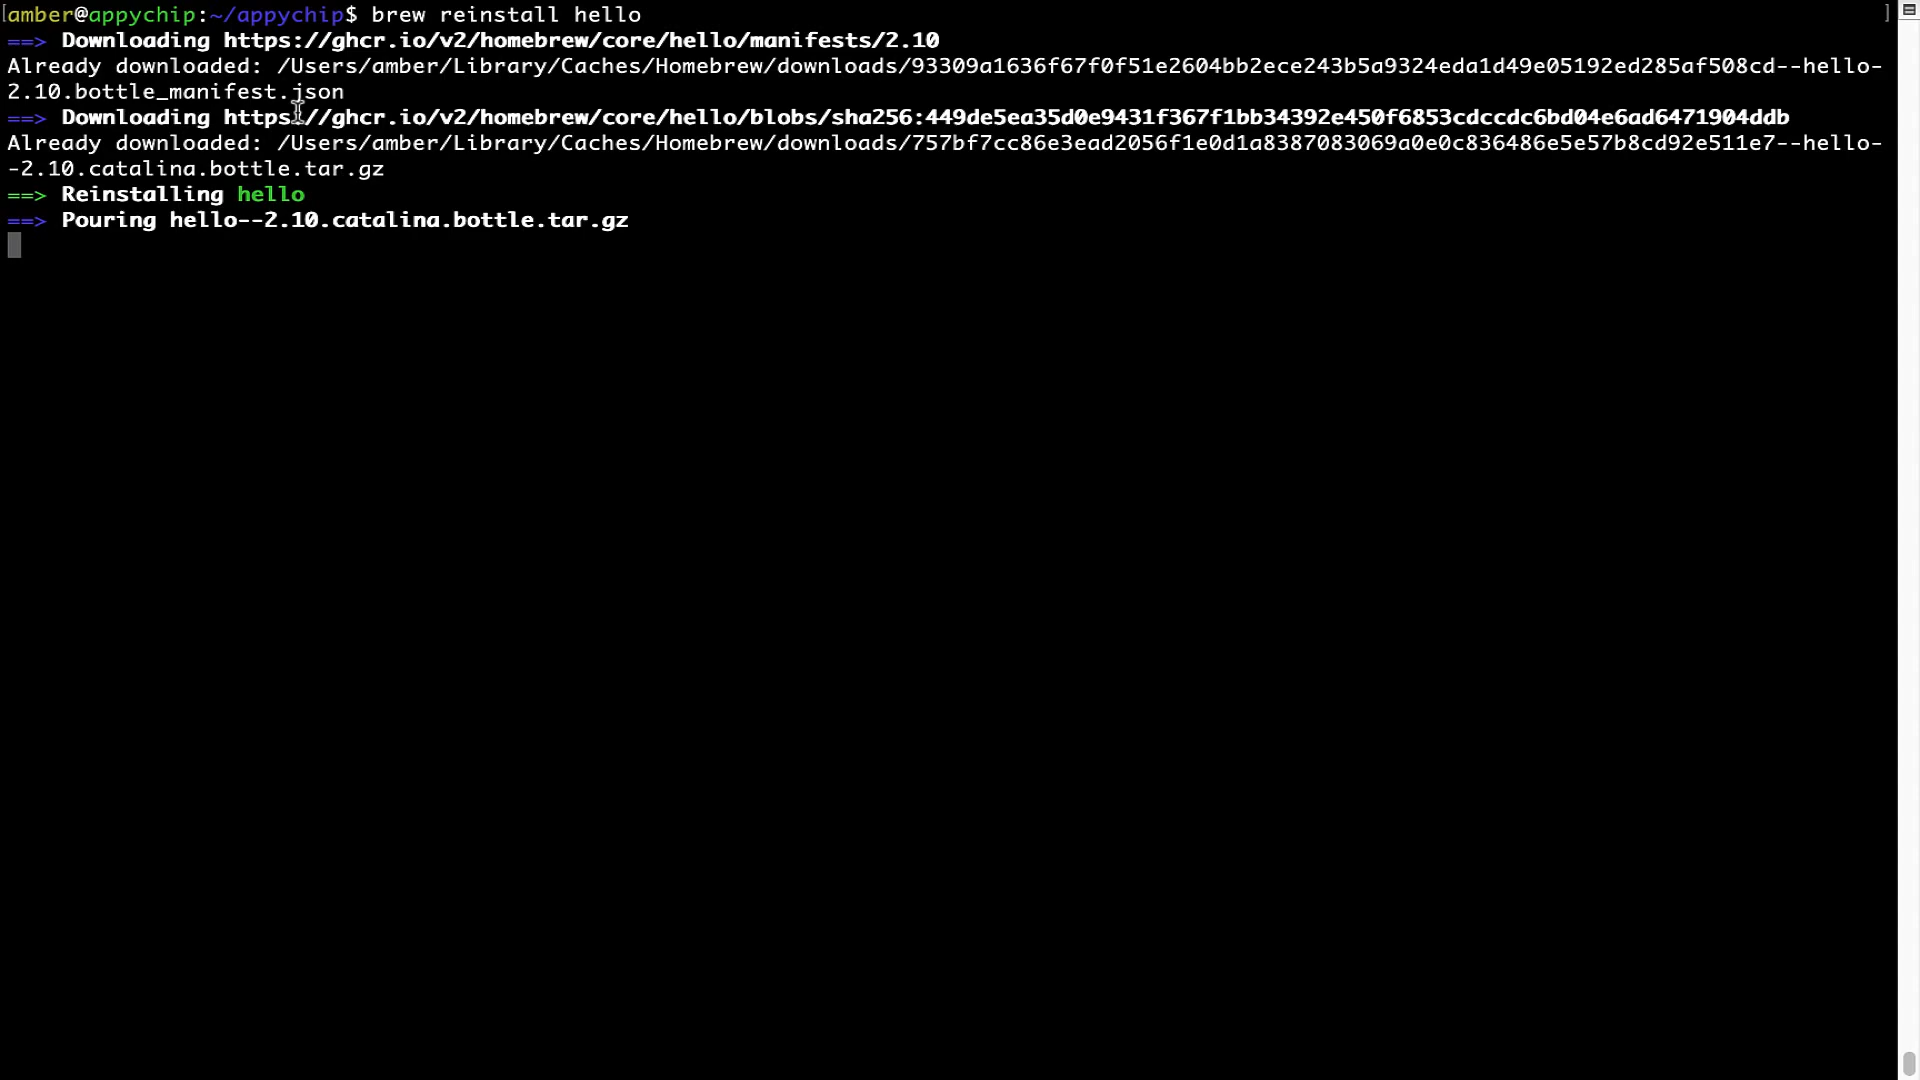 [amber@appychip:~/appychip$ brew reinstall hello ]
==> Downloading https://ghcr.io/v2/homebrew/core/hello/manifests/2.10
Already downloaded: /Users/amber/Library/Caches/Homebrew/downloads/93309a1636f67f0f51e2604bb2ece243b5a9324eda1d49e05192ed285af508cd--hello-
2.10.bottle_manifest.json
==> Downloading https://ghcr.io/v2/homebrew/core/hello/blobs/sha256:449de5ea35d0e9431f367f1bb34392e450f6853cdccdc6bd04e6ad6471904ddb
Already downloaded: /Users/amber/Library/Caches/Homebrew/downloads/757bf7cc86e3ead2056f1e0d1a8387083069a0e0c836486e5e57b8cd92e511e7--hello-
-2.10.catalina.bottle.tar.gz
==> Reinstalling hello
==> Pouring hello--2.10.catalina.bottle.tar.gz